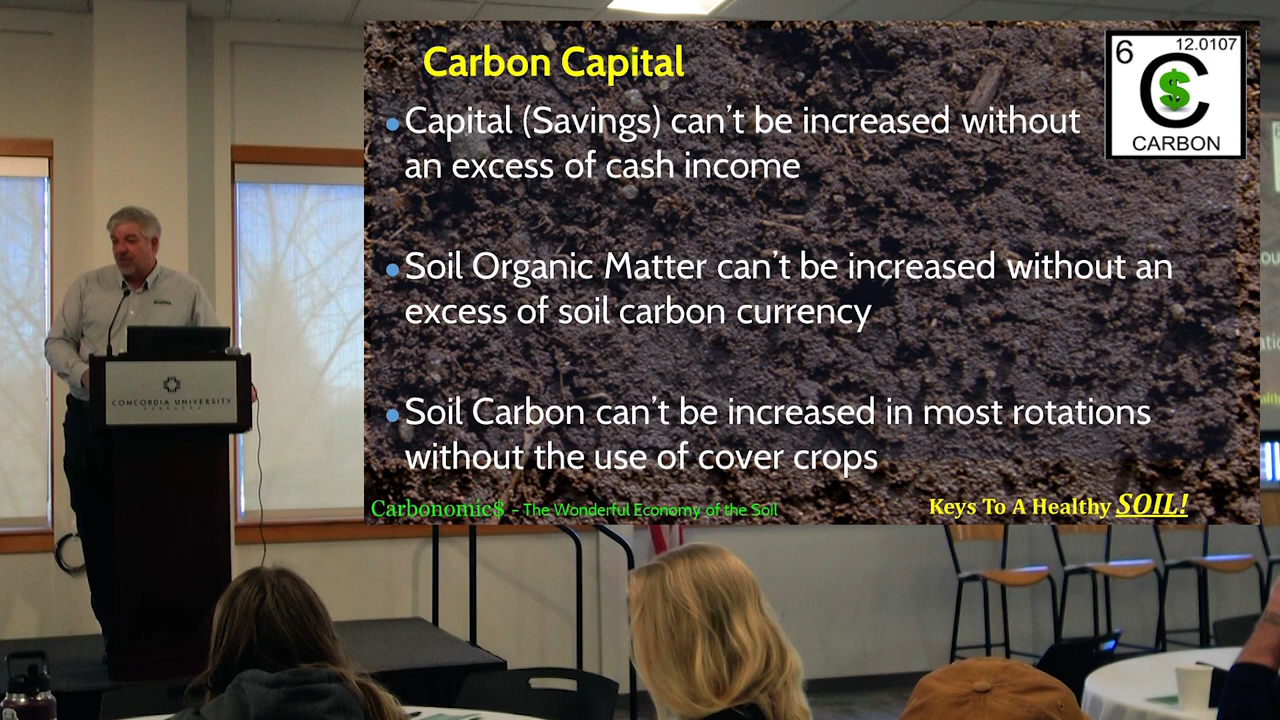 Carbon Capital
6 12.0107
C
$
CARBON
• Capital (Savings) can't be increased without
an excess of cash income
• Soil Organic Matter can't be increased without an
excess of soil carbon currency
• Soil Carbon can't be increased in most rotations
without the use of cover crops
Carbonomic$ - The Wonderful Economy of the Soil
Keys To A Healthy SOIL!
CONCORDIA UNIVERSITY
NEBRASKA